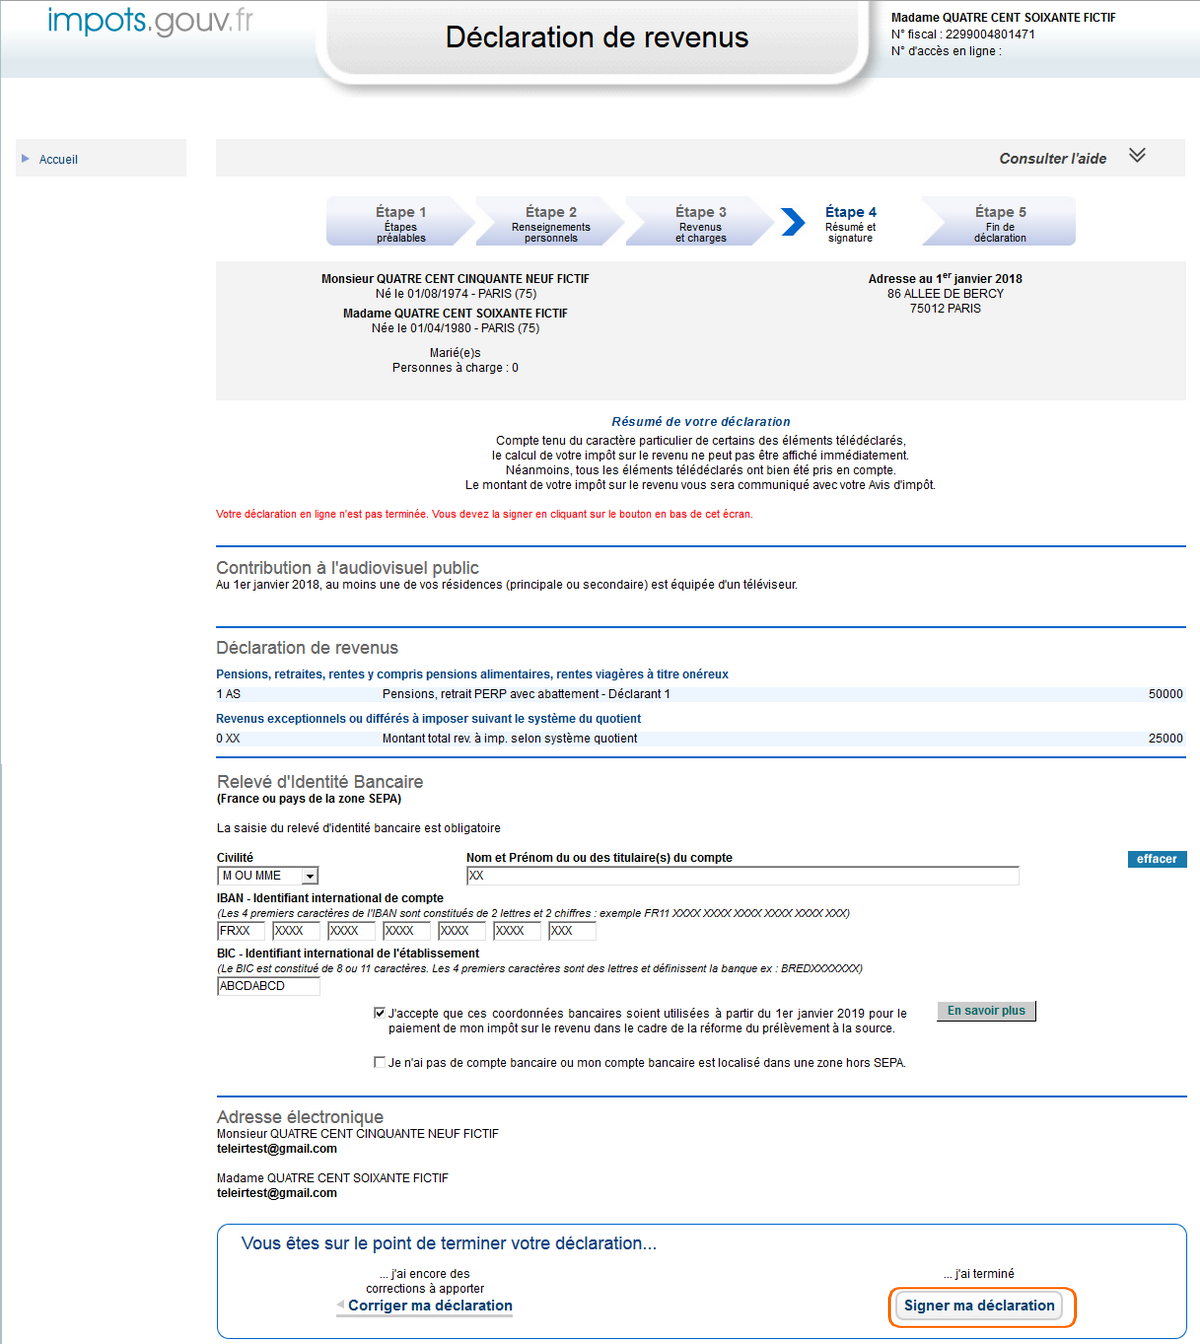 impots.gouv.fr
Déclaration de revenus
Madame QUATRE CENT SOIXANTE FICTIF
N° fiscal : 2299004801471
N° d'accès en ligne :
Accueil
Consulter l'aide
Étape 1
Étapes
préalables
Étape 2
Renseignements
personnels
Étape 3
Revenus
et charges
Étape 4
Résumé et
signature
Étape 5
Fin de
déclaration
Monsieur QUATRE CENT CINQUANTE NEUF FICTIF
Né le 01/08/1974 - PARIS (75)
Madame QUATRE CENT SOIXANTE FICTIF
Née le 01/04/1980 - PARIS (75)
Marié(e)s
Personnes à charge : 0
Adresse au 1er janvier 2018
86 ALLEE DE BERCY
75012 PARIS
Résumé de votre déclaration
Compte tenu du caractère particulier de certains des éléments télédéclarés,
le calcul de votre impôt sur le revenu ne peut pas être affiché immédiatement.
Néanmoins, tous les éléments télédéclarés ont bien été pris en compte.
Le montant de votre impôt sur le revenu vous sera communiqué avec votre Avis d'impôt.
Votre déclaration en ligne n'est pas terminée. Vous devez la signer en cliquant sur le bouton en bas de cet écran.
Contribution à l'audiovisuel public
Au 1er janvier 2018, au moins une de vos résidences (principale ou secondaire) est équipée d'un téléviseur.
Déclaration de revenus
Pensions, retraites, rentes y compris pensions alimentaires, rentes viagères à titre onéreux
1 AS Pensions, retrait PERP avec abattement - Déclarant 1 50000
Revenus exceptionnels ou différés à imposer suivant le système du quotient
0 XX Montant total rev. à imp. selon système quotient 25000
Relevé d'Identité Bancaire
(France ou pays de la zone SEPA)
La saisie du relevé d'identité bancaire est obligatoire
Civilité Nom et Prénom du ou des titulaire(s) du compte effacer
M OU MME XX
IBAN - Identifiant international de compte
(Les 4 premiers caractères de l'IBAN sont constitués de 2 lettres et 2 chiffres : exemple FR11 XXXX XXXX XXXX XXXX XXXX XXX)
FRXX XXXX XXXX XXXX XXXX XXXX XXX
BIC - Identifiant international de l'établissement
(Le BIC est constitué de 8 ou 11 caractères. Les 4 premiers caractères sont des lettres et définissent la banque ex : BREDXXXXXXX)
ABCDABCD
J'accepte que ces coordonnées bancaires soient utilisées à partir du 1er janvier 2019 pour le
paiement de mon impôt sur le revenu dans le cadre de la réforme du prélèvement à la source.
En savoir plus
Je n'ai pas de compte bancaire ou mon compte bancaire est localisé dans une zone hors SEPA.
Adresse électronique
Monsieur QUATRE CENT CINQUANTE NEUF FICTIF
teleirtest@gmail.com
Madame QUATRE CENT SOIXANTE FICTIF
teleirtest@gmail.com
Vous êtes sur le point de terminer votre déclaration...
... j'ai encore des
corrections à apporter
Corriger ma déclaration
... j'ai terminé
Signer ma déclaration